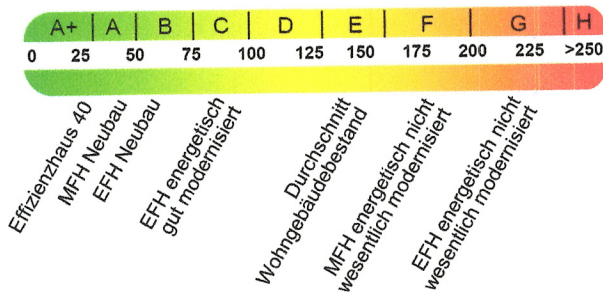 A+ A B C D E F G H
0 25 50 75 100 125 150 175 200 225 >250
Effizienzhaus 40
MFH Neubau
EFH Neubau
EFH energetisch
gut modernisiert
Durchschnitt
Wohngebäudebestand
MFH energetisch nicht
wesentlich modernisiert
EFH energetisch nicht
wesentlich modernisiert